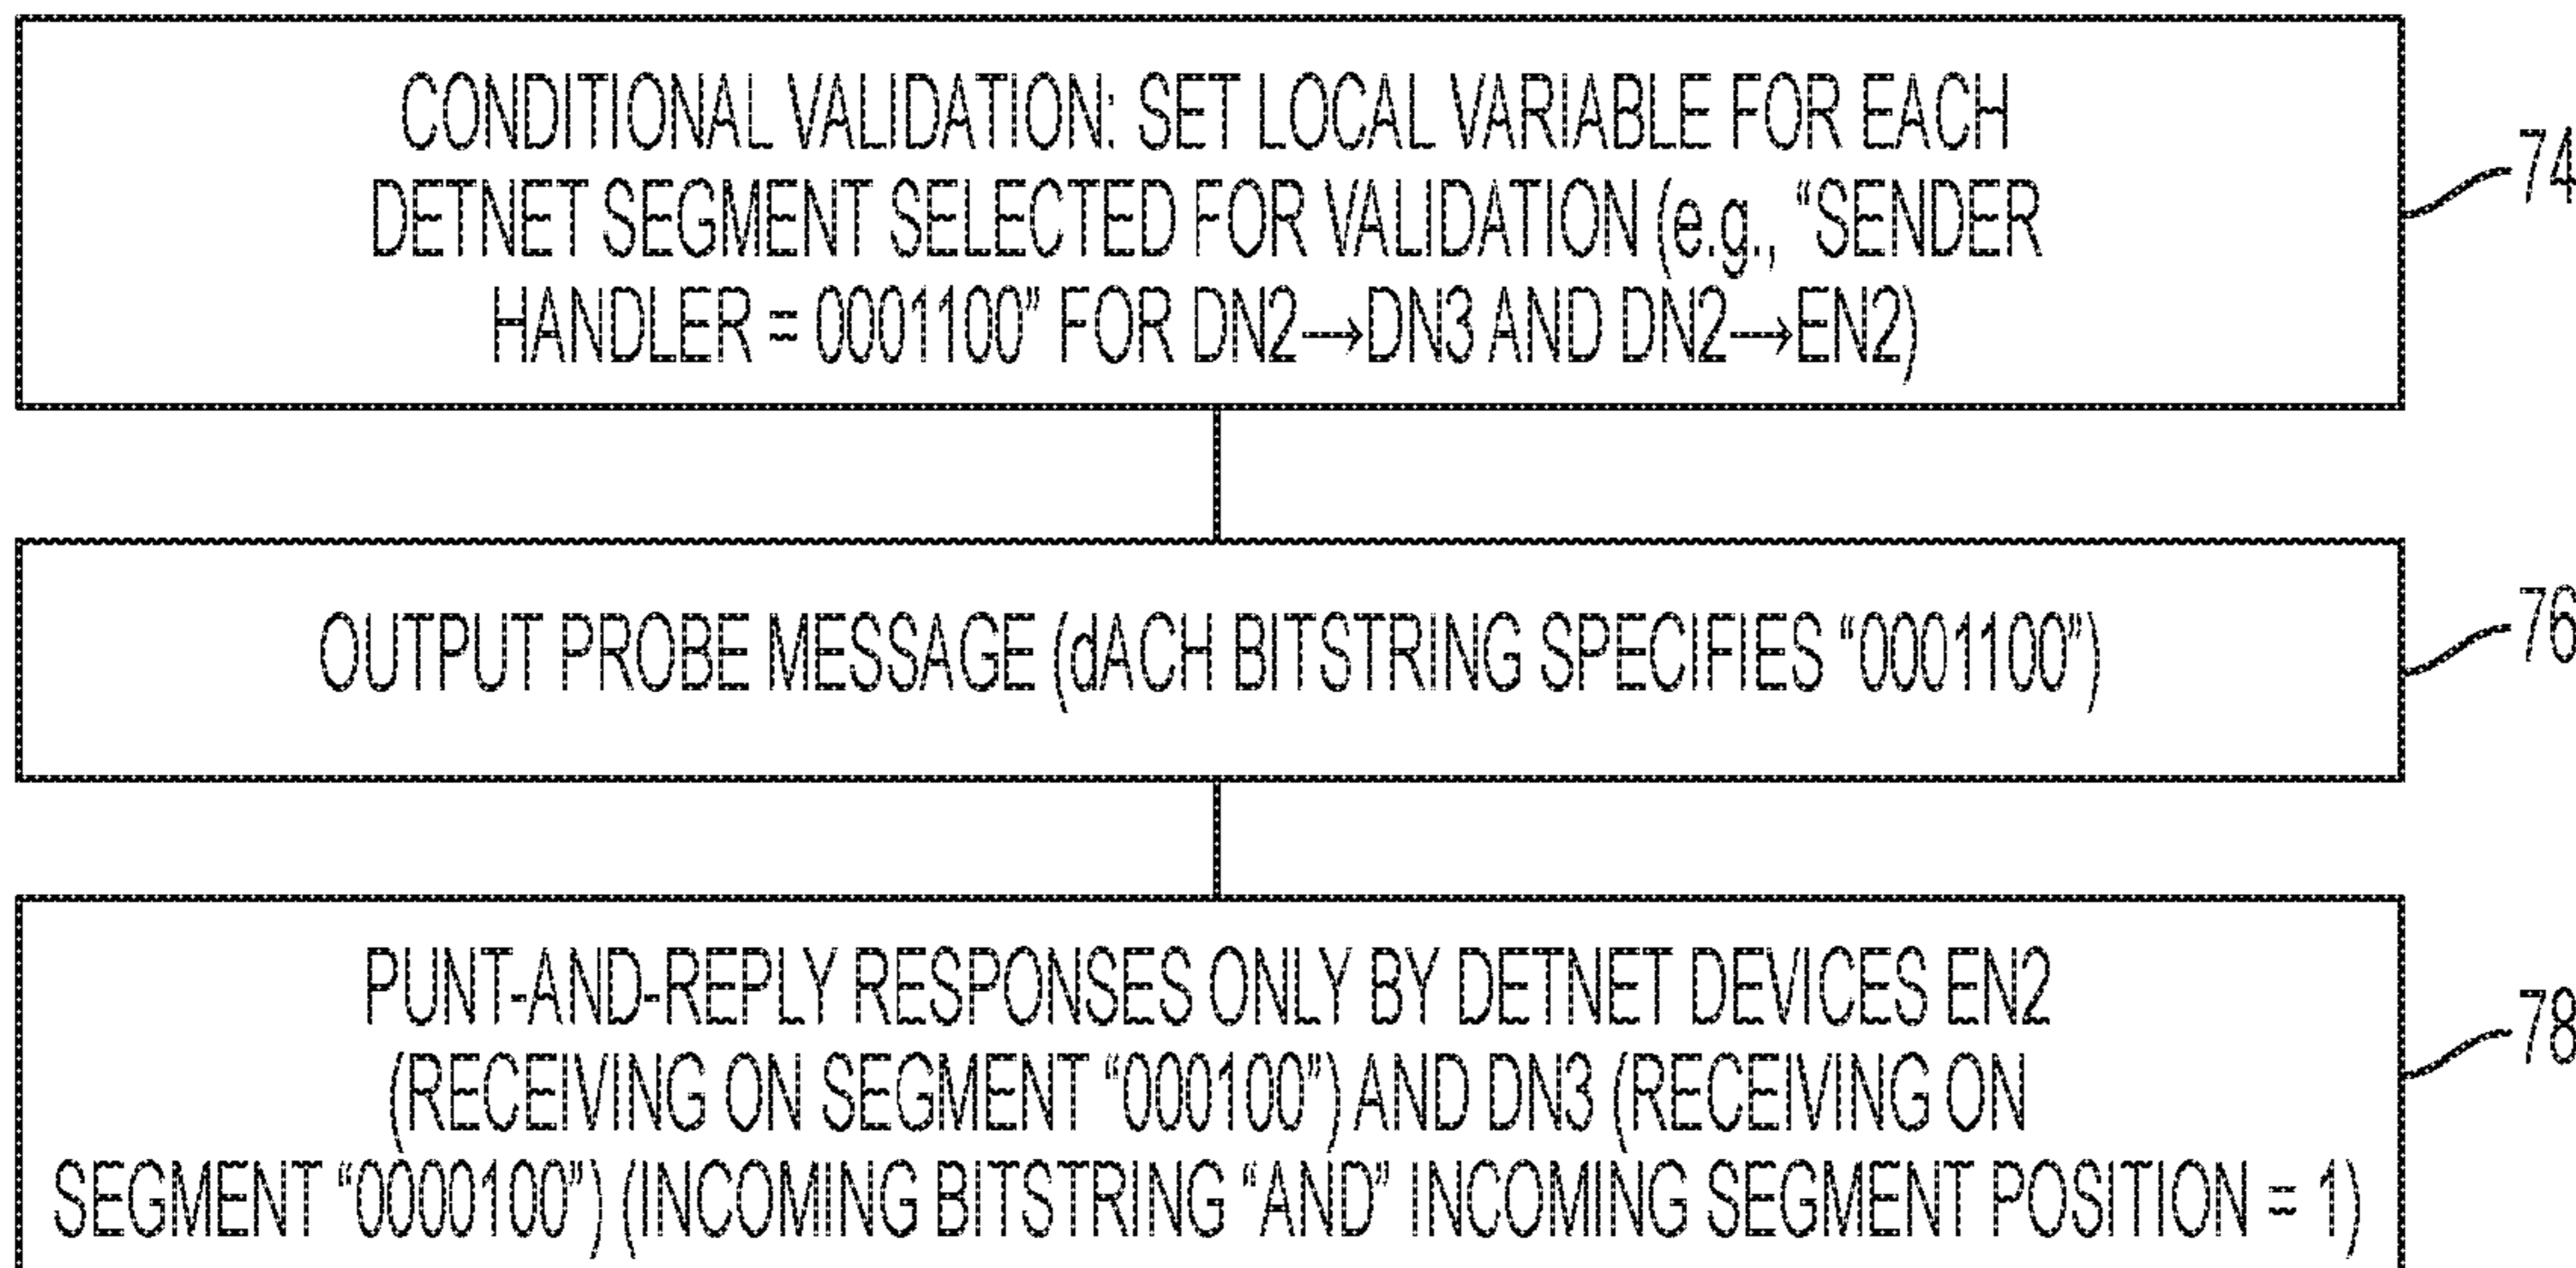 CONDITIONAL VALIDATION: SET LOCAL VARIABLE FOR EACH
DETNET SEGMENT SELECTED FOR VALIDATION (e.g., “SENDER
HANDLER = 0001100” FOR DN2→DN3 AND DN2→EN2)
74
OUTPUT PROBE MESSAGE (dACH BITSTRING SPECIFIES “0001100”)
76
PUNT-AND-REPLY RESPONSES ONLY BY DETNET DEVICES EN2
(RECEIVING ON SEGMENT “000100”) AND DN3 (RECEIVING ON
SEGMENT “0000100”) (INCOMING BITSTRING “AND” INCOMING SEGMENT POSITION = 1)
78